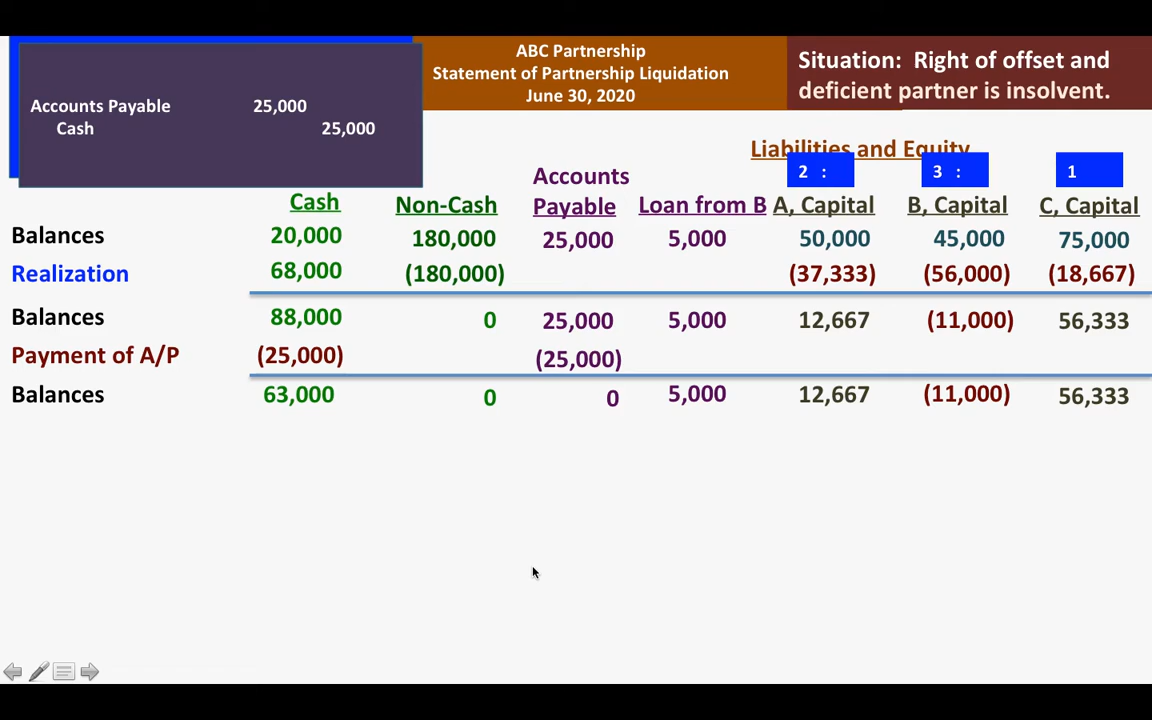 ABC Partnership
Statement of Partnership Liquidation
June 30, 2020
Situation: Right of offset and
deficient partner is insolvent.
Accounts Payable 25,000
Cash 25,000
Liabilities and Equity
2 : 3 : 1
Accounts
Cash Non-Cash Payable Loan from B A, Capital B, Capital C, Capital
Balances 20,000 180,000 25,000 5,000 50,000 45,000 75,000
Realization 68,000 (180,000) (37,333) (56,000) (18,667)
Balances 88,000 0 25,000 5,000 12,667 (11,000) 56,333
Payment of A/P (25,000) (25,000)
Balances 63,000 0 0 5,000 12,667 (11,000) 56,333